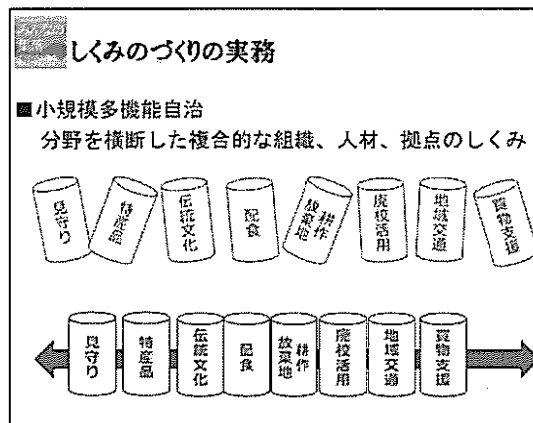 しくみのづくりの実務
■小規模多機能自治
分野を横断した複合的な組織、人材、拠点のしくみ
見守り
特産品
伝統文化
配食
耕作
放棄地
廃校活用
地域交通
買物支援
見守り
特産品
伝統文化
配食
耕作
放棄地
廃校活用
地域交通
買物支援